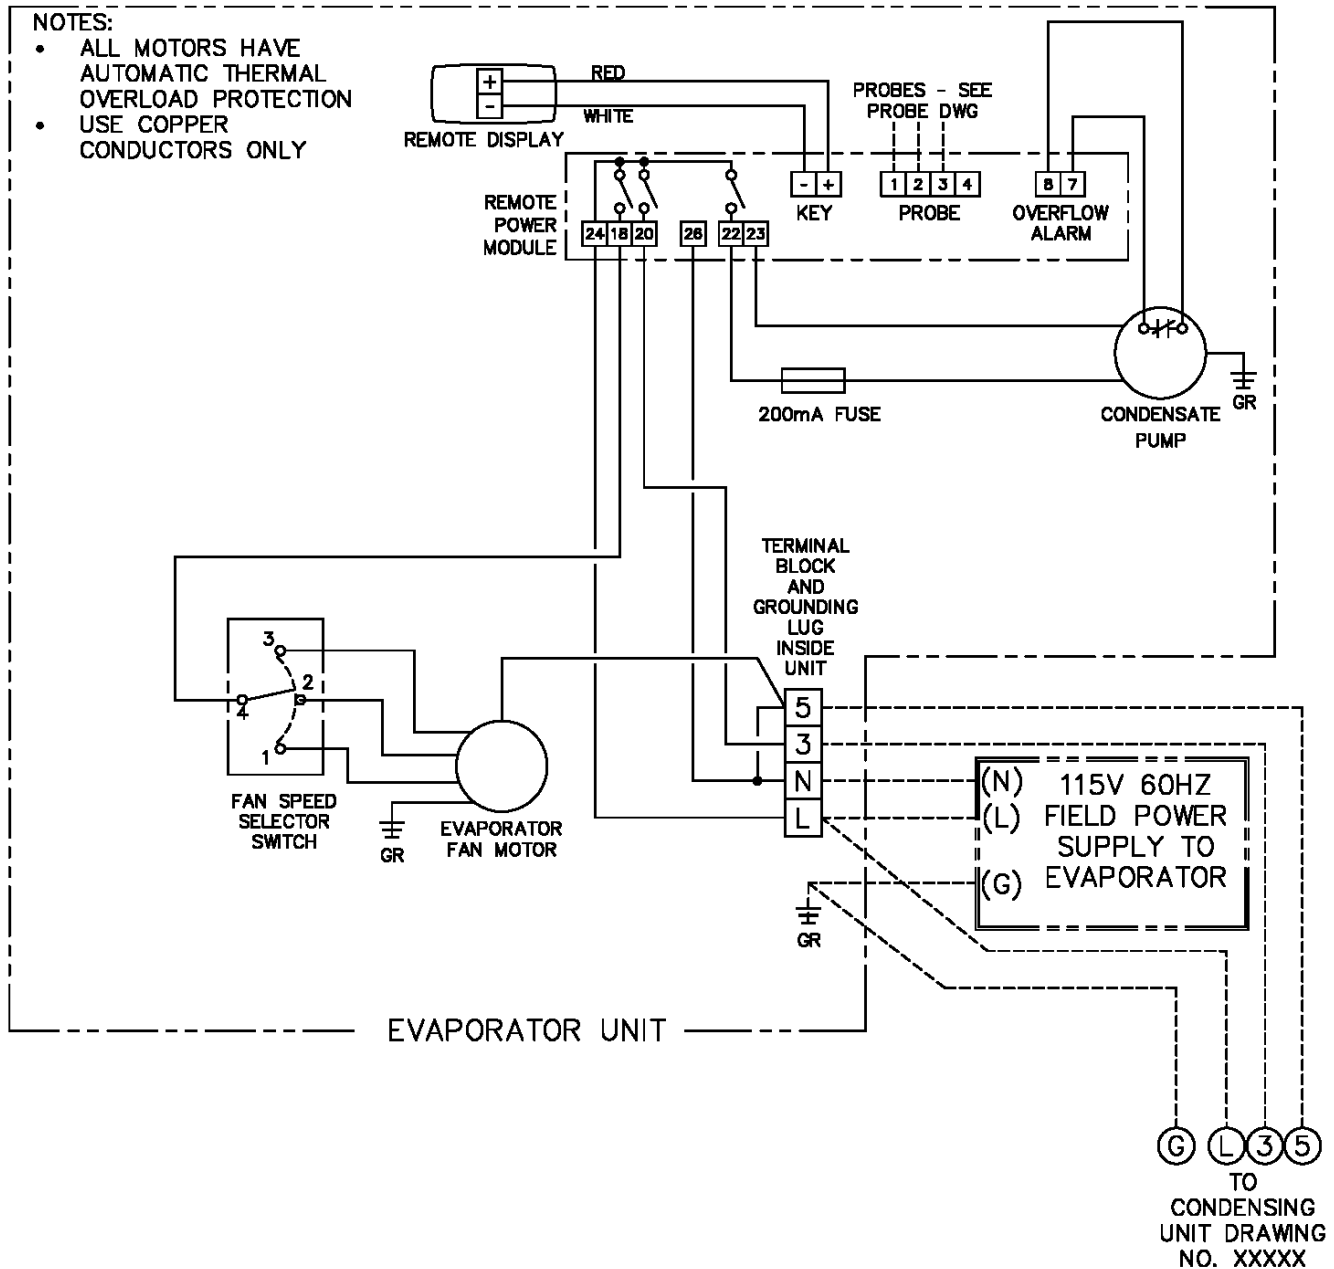 NOTES:
• ALL MOTORS HAVE
AUTOMATIC THERMAL
OVERLOAD PROTECTION
• USE COPPER
CONDUCTORS ONLY
+
-
REMOTE DISPLAY
RED
WHITE
PROBES - SEE
PROBE DWG
REMOTE
POWER
MODULE
- +
KEY
1 2 3 4
PROBE
8 7
OVERFLOW
ALARM
24 18 20 26 22 23
200mA FUSE
CONDENSATE
PUMP
GR
TERMINAL
BLOCK
AND
GROUNDING
LUG
INSIDE
UNIT
3
2
4
1
FAN SPEED
SELECTOR
SWITCH
GR
EVAPORATOR
FAN MOTOR
5
3
N
L
GR
(N)
(L)
(G)
115V 60HZ
FIELD POWER
SUPPLY TO
EVAPORATOR
EVAPORATOR UNIT
G L 3 5
TO
CONDENSING
UNIT DRAWING
NO. XXXXX